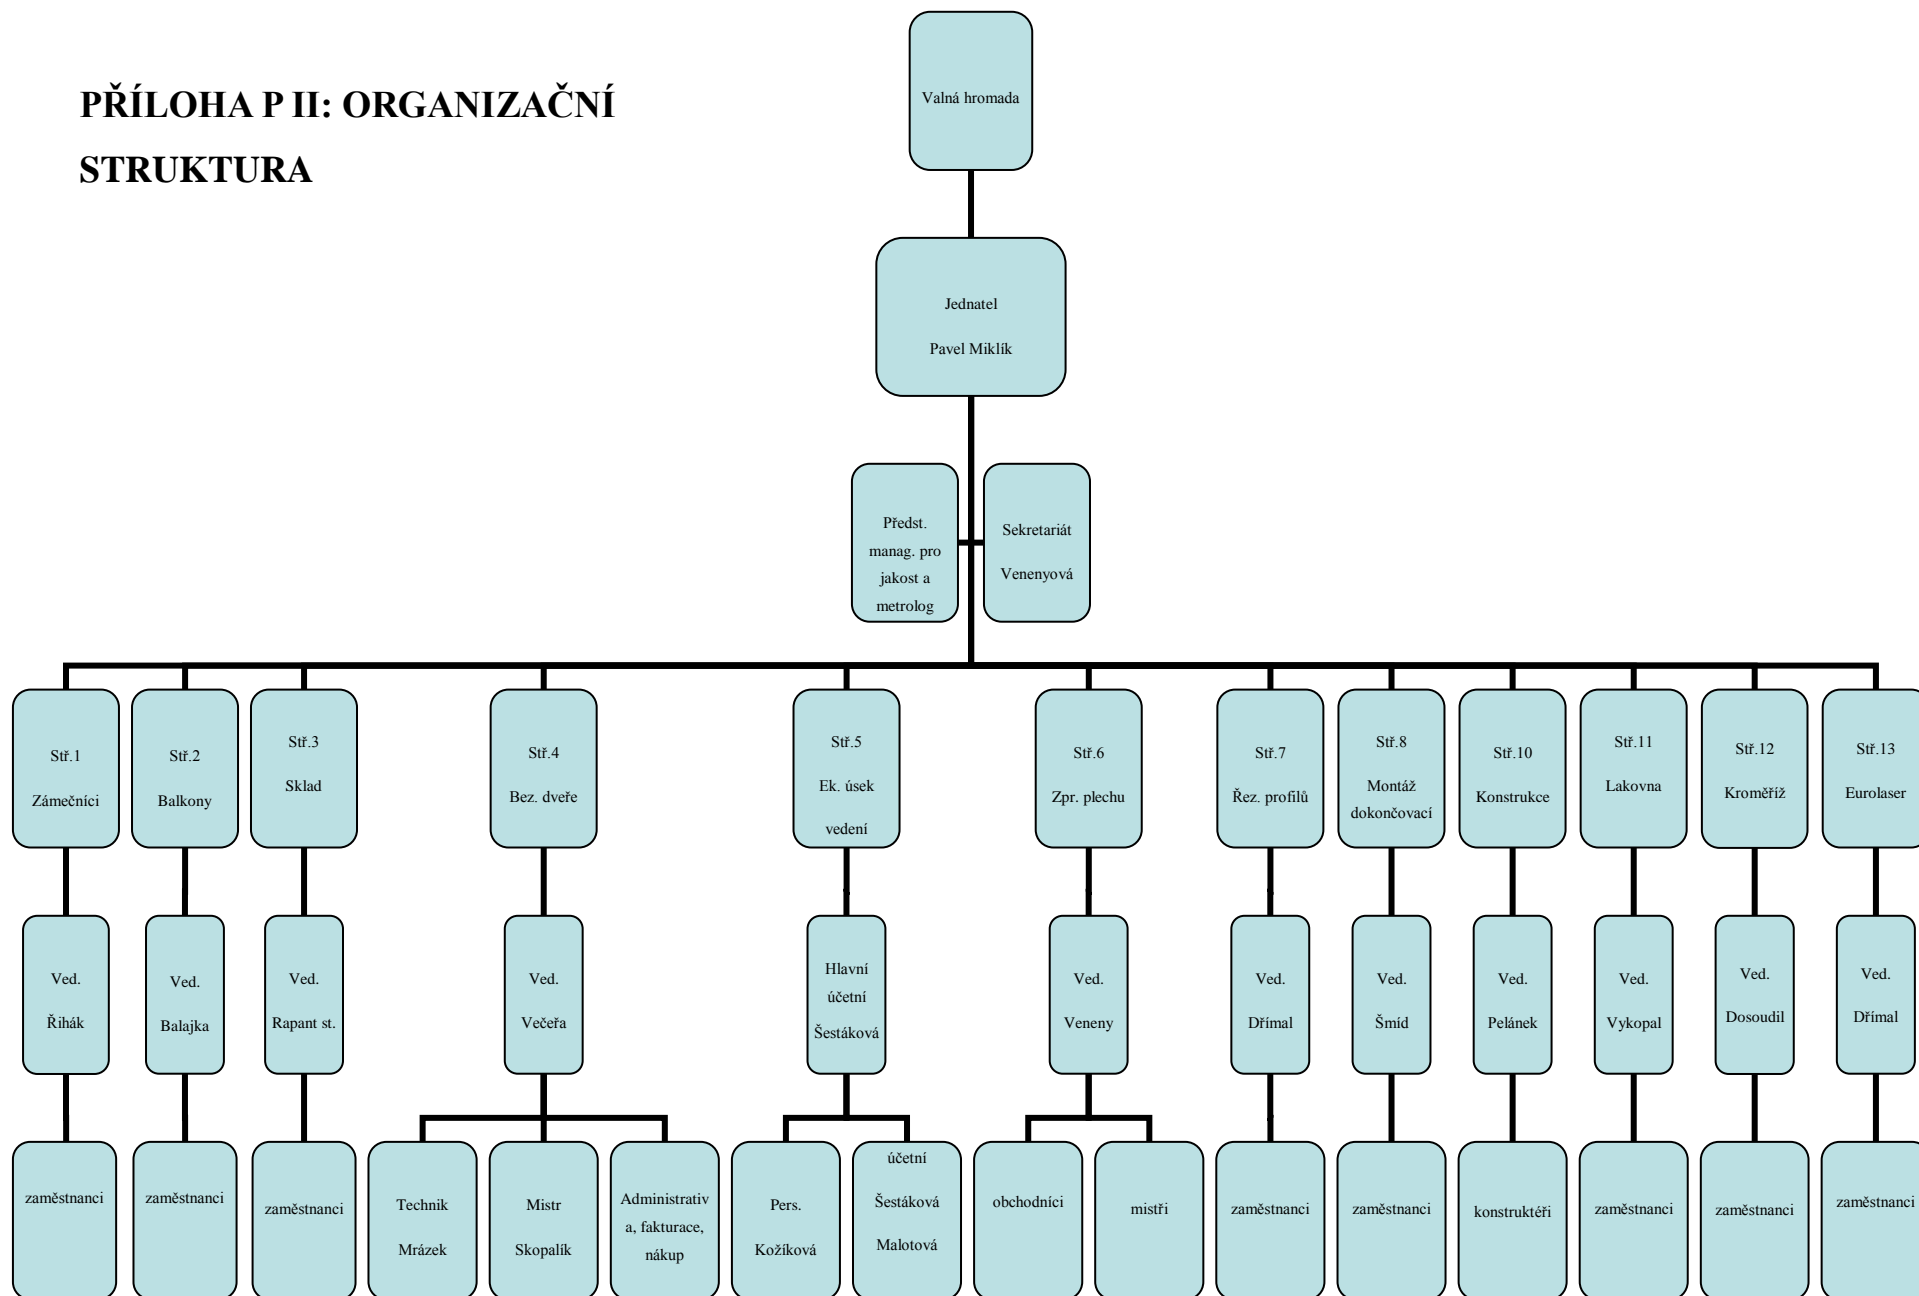 PŘÍLOHA P II: ORGANIZAČNÍ
STRUKTURA
Valná hromada
Jednatel
Pavel Miklík
Předst.
manag. pro
jakost a
metrolog
Sekretariát
Venenyová
Stř.1
Zámečníci
Stř.2
Balkony
Stř.3
Sklad
Stř.4
Bez. dveře
Stř.5
Ek. úsek
vedení
Stř.6
Zpr. plechu
Stř.7
Řez. profilů
Stř.8
Montáž
dokončovací
Stř.10
Konstrukce
Stř.11
Lakovna
Stř.12
Kroměříž
Stř.13
Eurolaser
Ved.
Řihák
Ved.
Balajka
Ved.
Rapant st.
Ved.
Večeřa
Hlavní
účetní
Šestáková
Ved.
Veneny
Ved.
Dřímal
Ved.
Šmíd
Ved.
Pelánek
Ved.
Vykopal
Ved.
Dosoudil
Ved.
Dřímal
zaměstnanci
zaměstnanci
zaměstnanci
Technik
Mrázek
Mistr
Skopalík
Administrativ
a, fakturace,
nákup
Pers.
Kožíková
účetní
Šestáková
Malotová
obchodníci
mistři
zaměstnanci
zaměstnanci
konstruktéři
zaměstnanci
zaměstnanci
zaměstnanci